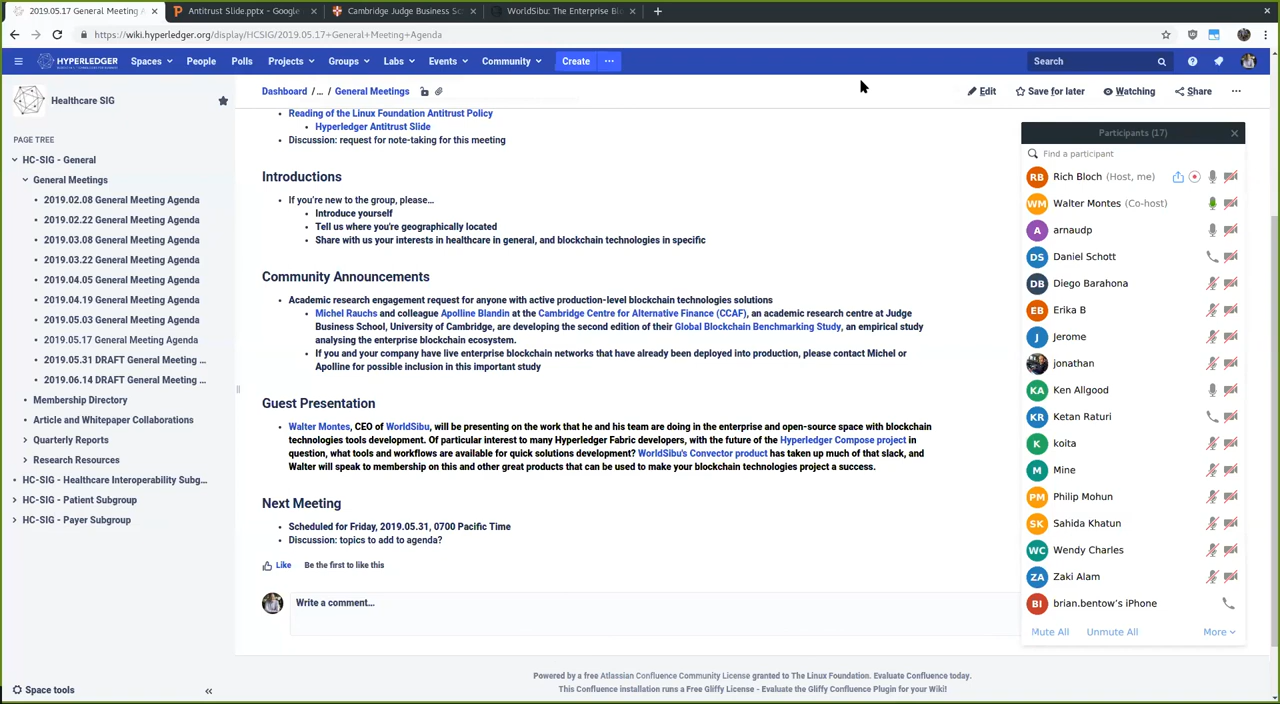 2019.05.17 General Meeting A
Antitrust Slide.pptx - Google
Cambridge Judge Business Sc
WorldSibu: The Enterprise Blo
https://wiki.hyperledger.org/display/HCSIG/2019.05.17+General+Meeting+Agenda
HYPERLEDGER
Spaces
People
Polls
Projects
Groups
Labs
Events
Community
Create
Search
Healthcare SIG
PAGE TREE
HC-SIG - General
General Meetings
2019.02.08 General Meeting Agenda
2019.02.22 General Meeting Agenda
2019.03.08 General Meeting Agenda
2019.03.22 General Meeting Agenda
2019.04.05 General Meeting Agenda
2019.04.19 General Meeting Agenda
2019.05.03 General Meeting Agenda
2019.05.17 General Meeting Agenda
2019.05.31 DRAFT General Meeting ...
2019.06.14 DRAFT General Meeting ...
Membership Directory
Article and Whitepaper Collaborations
Quarterly Reports
Research Resources
HC-SIG - Healthcare Interoperability Subg...
HC-SIG - Patient Subgroup
HC-SIG - Payer Subgroup
Space tools
Dashboard /... / General Meetings
Edit
Save for later
Watching
Share
Reading of the Linux Foundation Antitrust Policy
Hyperledger Antitrust Slide
Discussion: request for note-taking for this meeting
Introductions
If you're new to the group, please...
Introduce yourself
Tell us where you're geographically located
Share with us your interests in healthcare in general, and blockchain technologies in specific
Community Announcements
Academic research engagement request for anyone with active production-level blockchain technologies solutions
Michel Rauchs and colleague Apolline Blandin at the Cambridge Centre for Alternative Finance (CCAF), an academic research centre at Judge
Business School, University of Cambridge, are developing the second edition of their Global Blockchain Benchmarking Study, an empirical study
analysing the enterprise blockchain ecosystem.
If you and your company have live enterprise blockchain networks that have already been deployed into production, please contact Michel or
Apolline for possible inclusion in this important study
Guest Presentation
Walter Montes, CEO of WorldSibu, will be presenting on the work that he and his team are doing in the enterprise and open-source space with blockchain
technologies tools development. Of particular interest to many Hyperledger Fabric developers, with the future of the Hyperledger Compose project in
question, what tools and workflows are available for quick solutions development? WorldSibu's Convector product has taken up much of that slack, and
Walter will speak to membership on this and other great products that can be used to make your blockchain technologies project a success.
Next Meeting
Scheduled for Friday, 2019.05.31, 0700 Pacific Time
Discussion: topics to add to agenda?
Like
Be the first to like this
Write a comment...
Powered by a free Atlassian Confluence Community License granted to The Linux Foundation. Evaluate Confluence today.
This Confluence installation runs a Free Gliffy License - Evaluate the Gliffy Confluence Plugin for your Wiki!
Participants (17)
Find a participant
RB Rich Bloch (Host, me)
WM Walter Montes (Co-host)
A arnaudp
DS Daniel Schott
DB Diego Barahona
EB Erika B
J Jerome
jonathan
KA Ken Allgood
KR Ketan Raturi
K koita
M Mine
PM Philip Mohun
SK Sahida Khatun
WC Wendy Charles
ZA Zaki Alam
BI brian.bentow's iPhone
Mute All
Unmute All
More